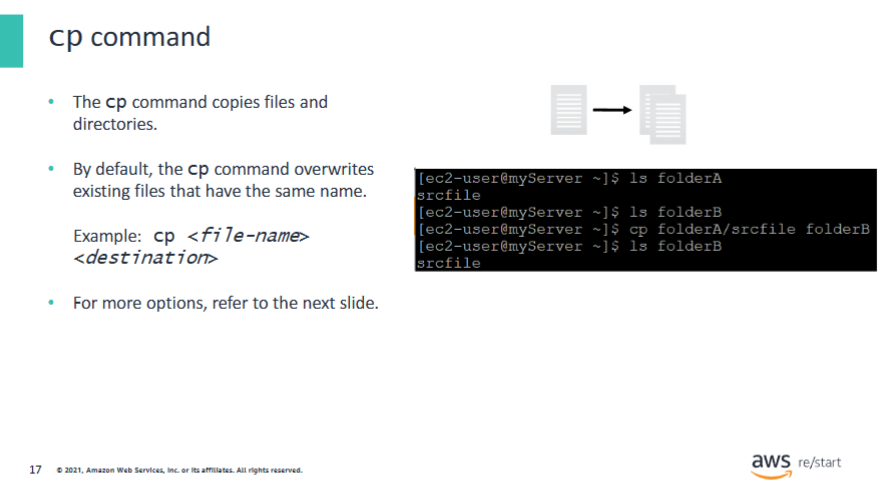 cp command
• The cp command copies files and
directories.
• By default, the cp command overwrites
existing files that have the same name.
Example: cp <file-name>
<destination>
• For more options, refer to the next slide.
[ec2-user@myServer ~]$ ls folderA
srcfile
[ec2-user@myServer ~]$ ls folderB
[ec2-user@myServer ~]$ cp folderA/srcfile folderB
[ec2-user@myServer ~]$ ls folderB
srcfile
17 © 2021, Amazon Web Services, Inc. or its affiliates. All rights reserved.
aws re/start